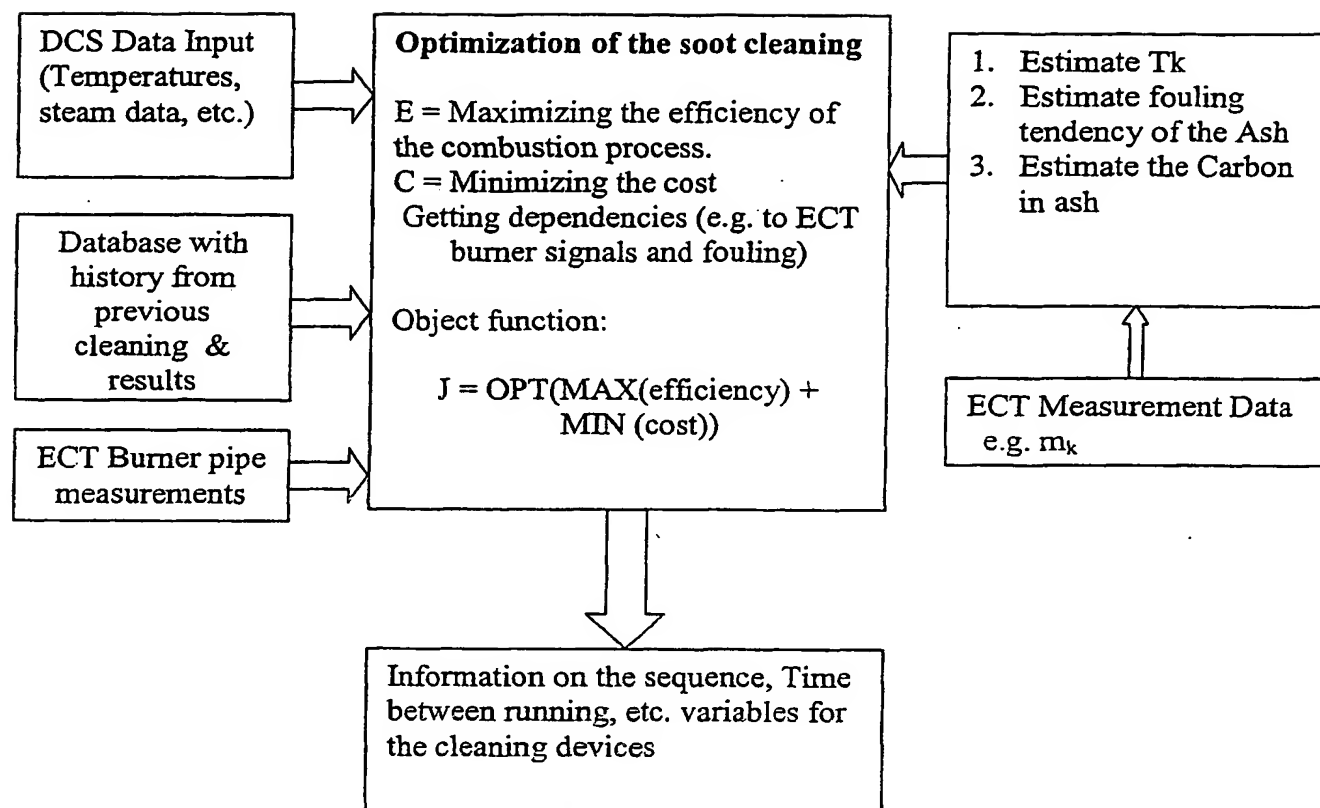 DCS Data Input
(Temperatures,
steam data, etc.)
Database with
history from
previous
cleaning &
results
ECT Burner pipe
measurements
Optimization of the soot cleaning
E = Maximizing the efficiency of
the combustion process.
C = Minimizing the cost
Getting dependencies (e.g. to ECT
burner signals and fouling)
Object function:
J = OPT(MAX(efficiency) +
MIN (cost))
1. Estimate Tk
2. Estimate fouling
tendency of the Ash
3. Estimate the Carbon
in ash
ECT Measurement Data
e.g. mₖ
Information on the sequence, Time
between running, etc. variables for
the cleaning devices